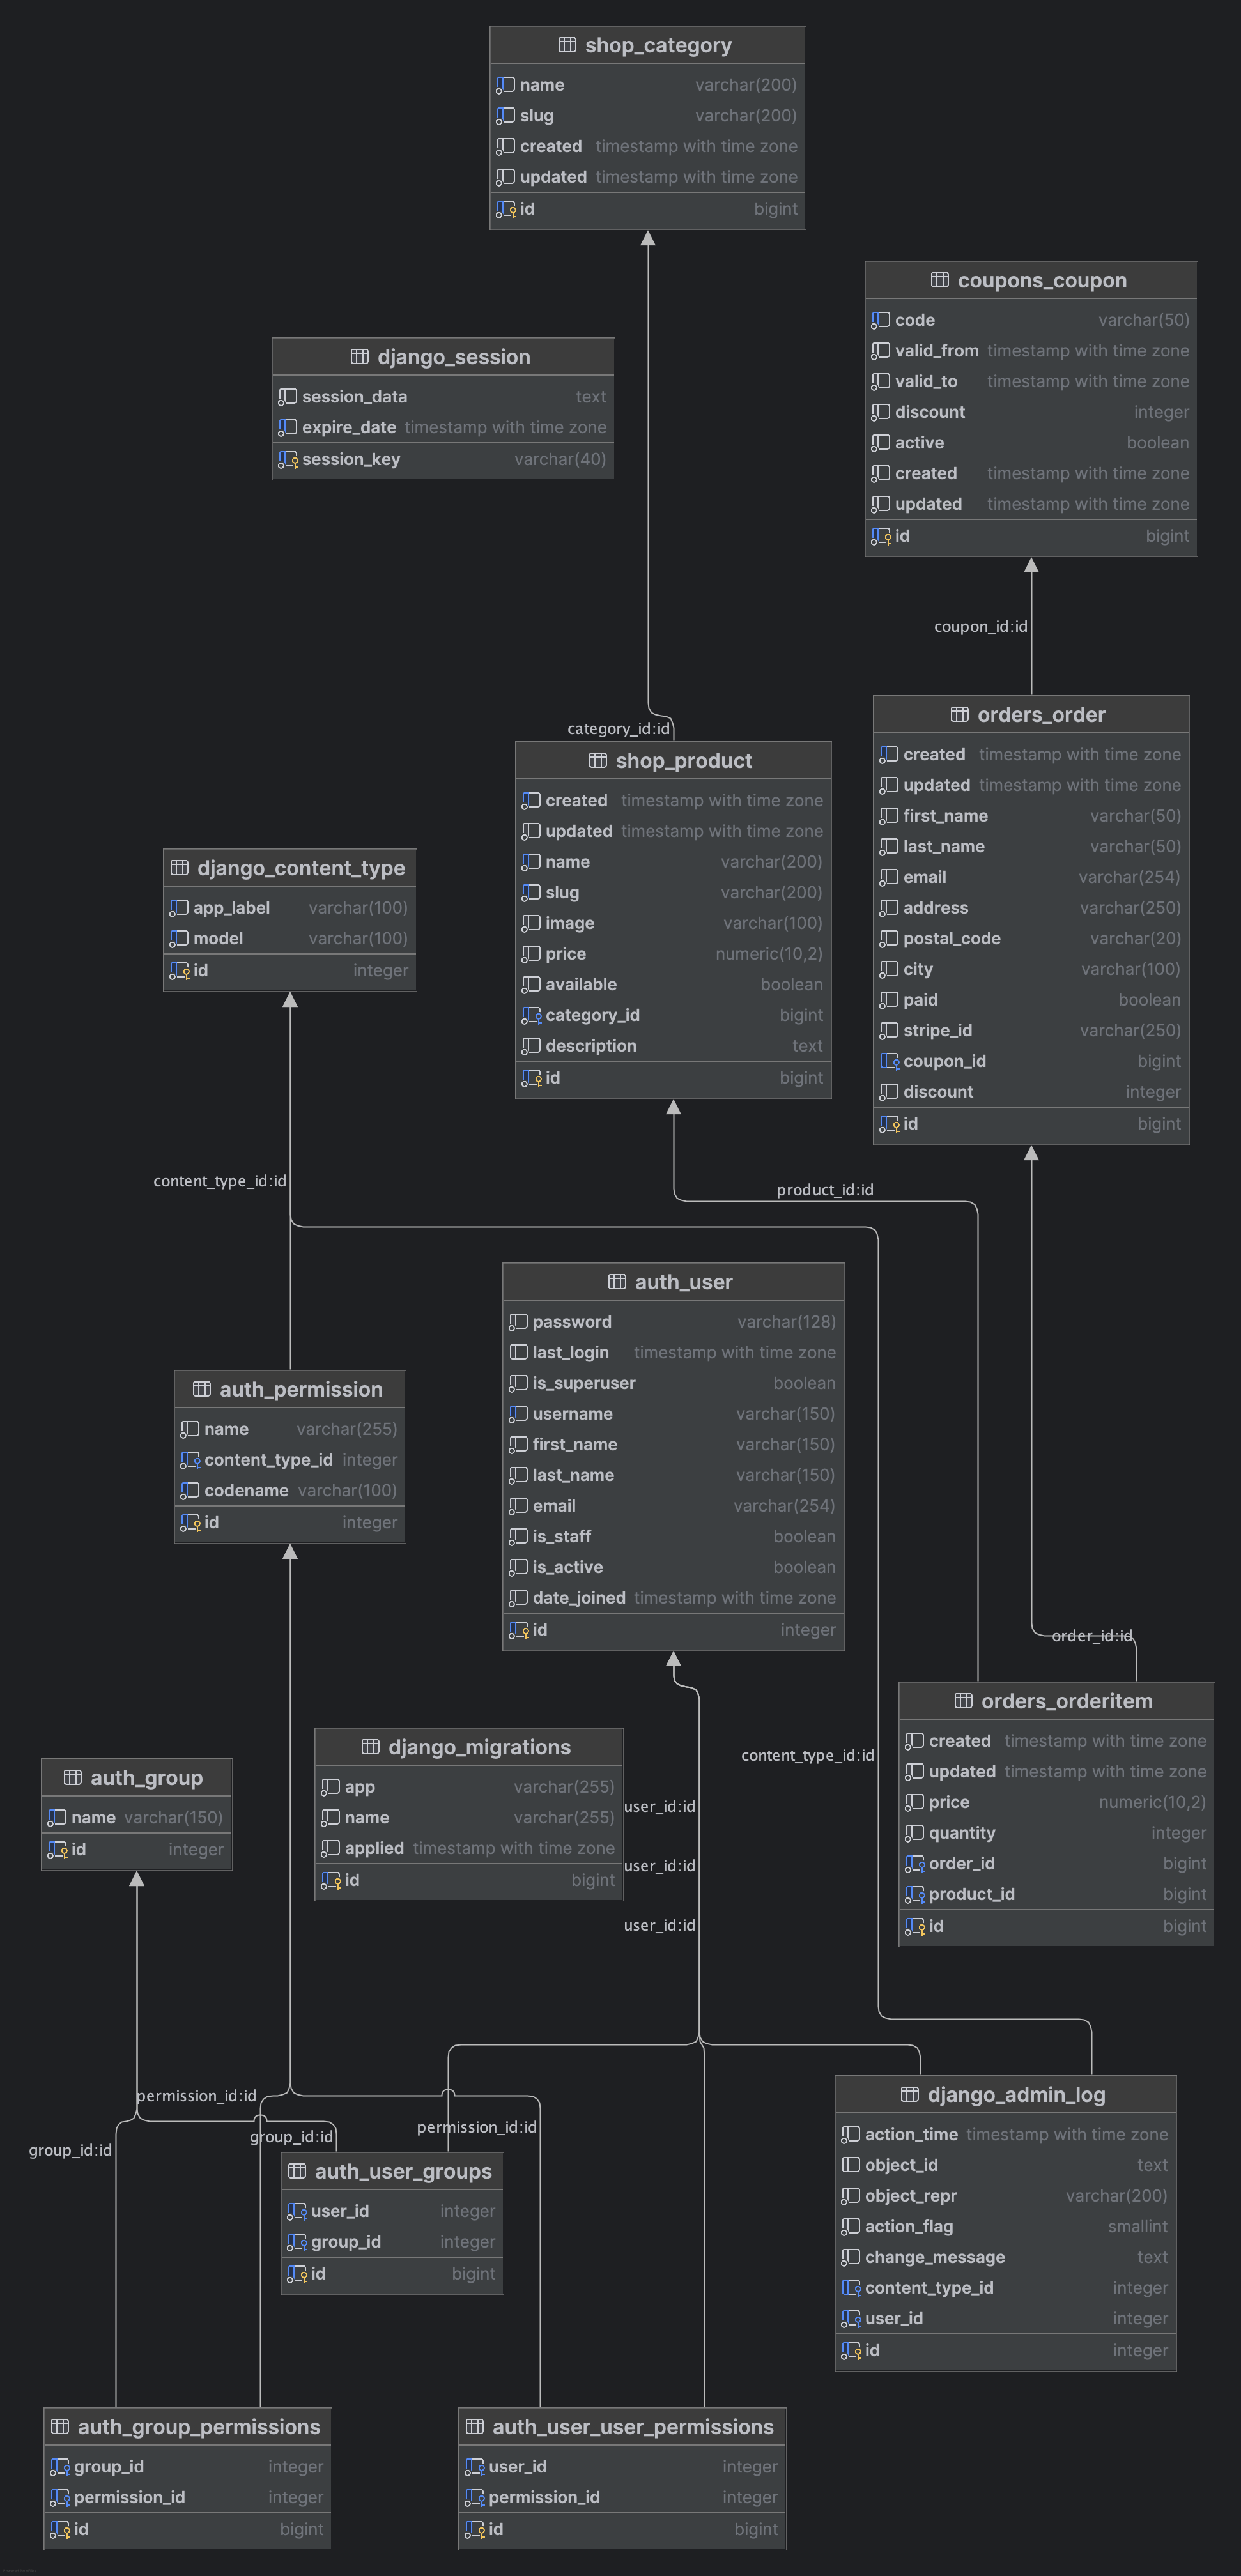 shop_category
name varchar(200)
slug varchar(200)
created timestamp with time zone
updated timestamp with time zone
id bigint
coupons_coupon
code varchar(50)
valid_from timestamp with time zone
valid_to timestamp with time zone
discount integer
active boolean
created timestamp with time zone
updated timestamp with time zone
id bigint
django_session
session_data text
expire_date timestamp with time zone
session_key varchar(40)
coupon_id:id
category_id:id
orders_order
created timestamp with time zone
updated timestamp with time zone
first_name varchar(50)
last_name varchar(50)
email varchar(254)
address varchar(250)
postal_code varchar(20)
city varchar(100)
paid boolean
stripe_id varchar(250)
coupon_id bigint
discount integer
id bigint
shop_product
created timestamp with time zone
updated timestamp with time zone
name varchar(200)
slug varchar(200)
image varchar(100)
price numeric(10,2)
available boolean
category_id bigint
description text
id bigint
django_content_type
app_label varchar(100)
model varchar(100)
id integer
content_type_id:id
product_id:id
auth_user
password varchar(128)
last_login timestamp with time zone
is_superuser boolean
username varchar(150)
first_name varchar(150)
last_name varchar(150)
email varchar(254)
is_staff boolean
is_active boolean
date_joined timestamp with time zone
id integer
auth_permission
name varchar(255)
content_type_id integer
codename varchar(100)
id integer
order_id:id
orders_orderitem
created timestamp with time zone
updated timestamp with time zone
price numeric(10,2)
quantity integer
order_id bigint
product_id bigint
id bigint
django_migrations
app varchar(255)
name varchar(255)
applied timestamp with time zone
id bigint
auth_group
name varchar(150)
id integer
content_type_id:id
user_id:id
user_id:id
user_id:id
permission_id:id
group_id:id
group_id:id
permission_id:id
django_admin_log
action_time timestamp with time zone
object_id text
object_repr varchar(200)
action_flag smallint
change_message text
content_type_id integer
user_id integer
id integer
auth_user_groups
user_id integer
group_id integer
id bigint
auth_group_permissions
group_id integer
permission_id integer
id bigint
auth_user_user_permissions
user_id integer
permission_id integer
id bigint